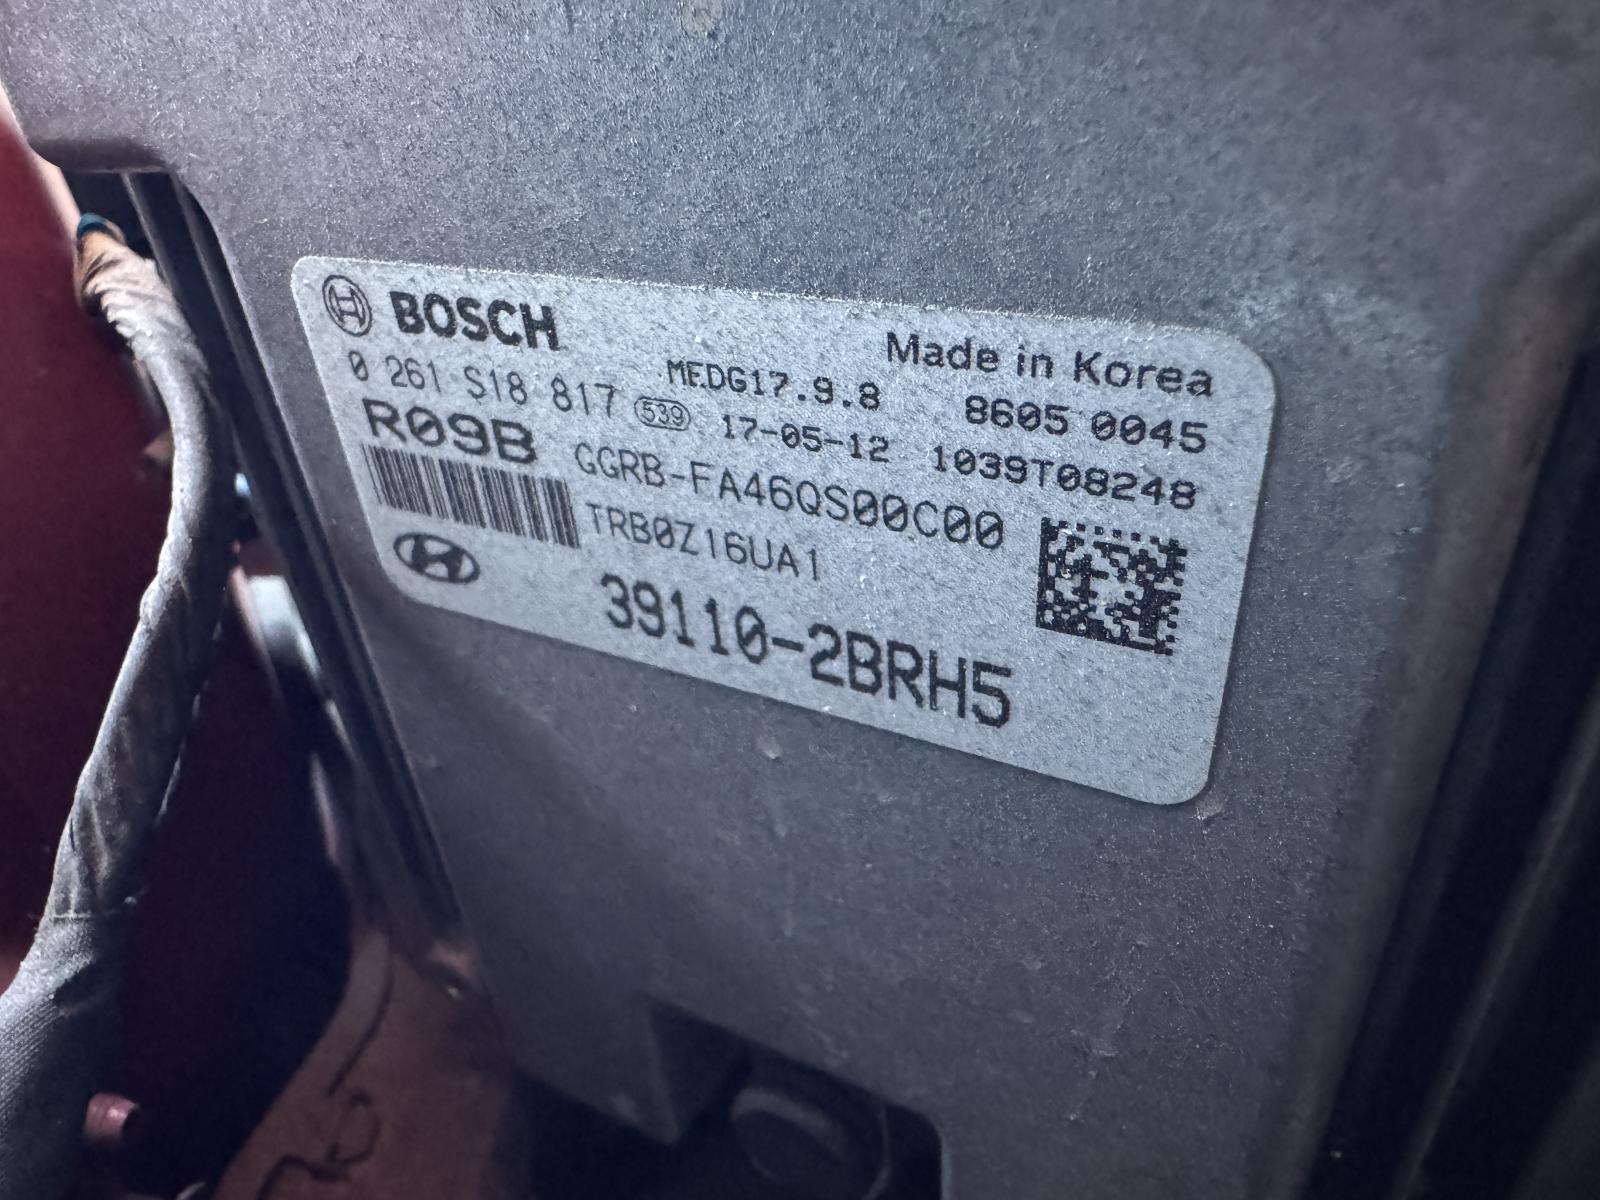 BOSCH
Made in Korea
0 261 S18 817 539 MEDG17.9.8 8605 0045
R09B 17-05-12 1039T08248
GGRB-FA46QS00C00
TRB0Z16UA1
39110-2BRH5